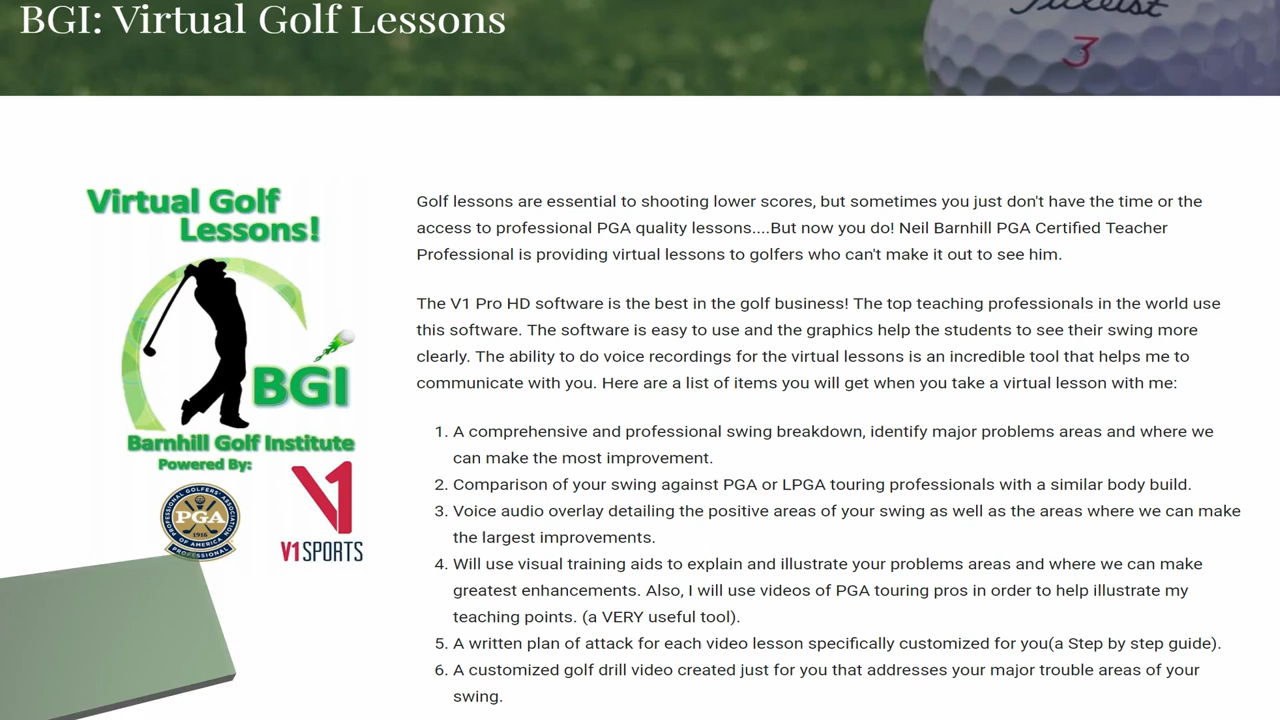 BGI: Virtual Golf Lessons
Titleist
3
Virtual Golf
Lessons!
BGI
Barnhill Golf Institute
Powered By:
PROFESSIONAL GOLFERS' ASSOCIATION OF AMERICA
PGA
1916
PROFESSIONAL
V1
V1SPORTS
Golf lessons are essential to shooting lower scores, but sometimes you just don't have the time or the
access to professional PGA quality lessons....But now you do! Neil Barnhill PGA Certified Teacher
Professional is providing virtual lessons to golfers who can't make it out to see him.
The V1 Pro HD software is the best in the golf business! The top teaching professionals in the world use
this software. The software is easy to use and the graphics help the students to see their swing more
clearly. The ability to do voice recordings for the virtual lessons is an incredible tool that helps me to
communicate with you. Here are a list of items you will get when you take a virtual lesson with me:
1. A comprehensive and professional swing breakdown, identify major problems areas and where we
can make the most improvement.
2. Comparison of your swing against PGA or LPGA touring professionals with a similar body build.
3. Voice audio overlay detailing the positive areas of your swing as well as the areas where we can make
the largest improvements.
4. Will use visual training aids to explain and illustrate your problems areas and where we can make
greatest enhancements. Also, I will use videos of PGA touring pros in order to help illustrate my
teaching points. (a VERY useful tool).
5. A written plan of attack for each video lesson specifically customized for you(a Step by step guide).
6. A customized golf drill video created just for you that addresses your major trouble areas of your
swing.